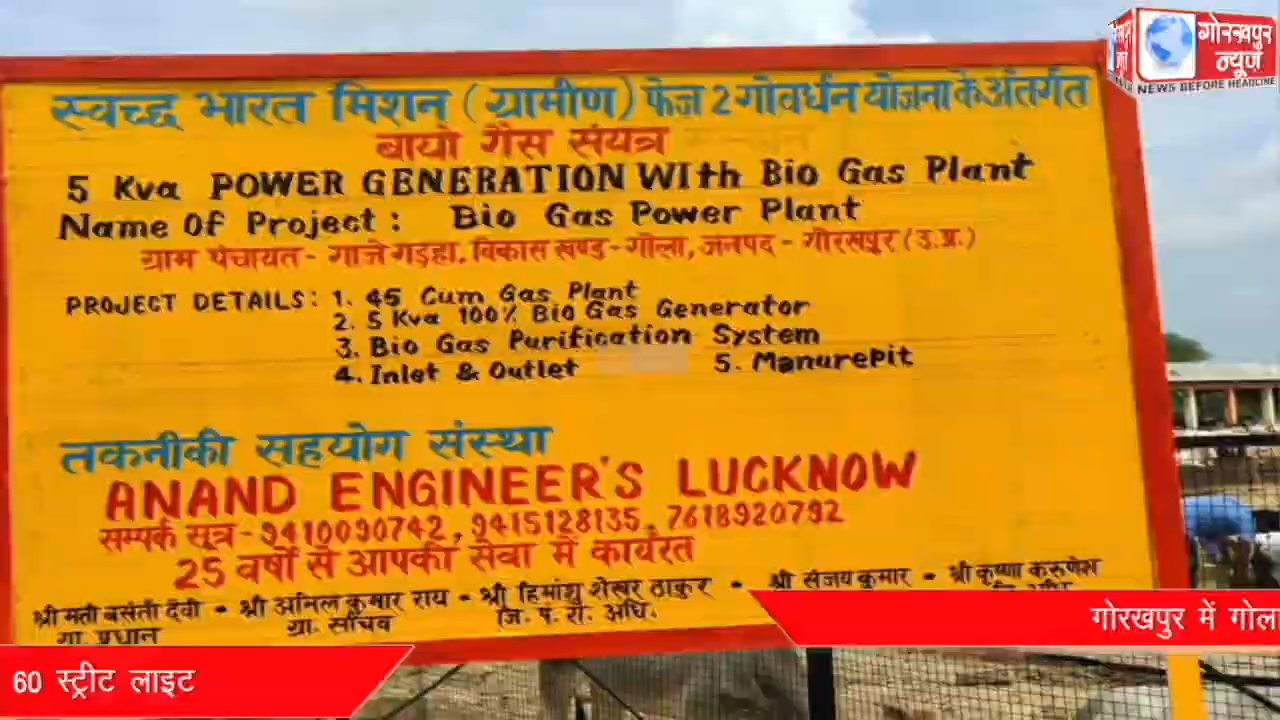 गोरखपुर
न्यूज
NEWS BEFORE HEADLINE
स्वच्छ भारत मिशन (ग्रामीण) फेज 2 गोवर्धन योजना के अंतर्गत
बायो गैस संयत्र
5 Kva POWER GENERATION WIth Bio Gas Plant
Name Of Project : Bio Gas Power Plant
ग्राम पंचायत - गाजेगड़हा, विकास खण्ड - गोला, जनपद - गोरखपुर (उ.प्र.)
PROJECT DETAILS: 1. 45 Cum Gas Plant
2. 5 Kva 100% Bio Gas Generator
3. Bio Gas Purification System
4. Inlet & Outlet 5. Manurepit
तकनीकी सहयोग संस्था
ANAND ENGINEER'S LUCKNOW
सम्पर्क सूत्र - 9410090742, 9415128135, 7618920792
25 वर्षो से आपकी सेवा में कार्यरत
श्री मती बसंती देवी • श्री अनिल कुमार राय • श्री हिमांशु शेखर ठाकुर • श्री संजय कुमार • श्री कृष्णा करुणेश
ग्रा. प्रधान ग्रा. सचिव जि. पं. रा. अधि.
गोरखपुर में गोल
60 स्ट्रीट लाइट